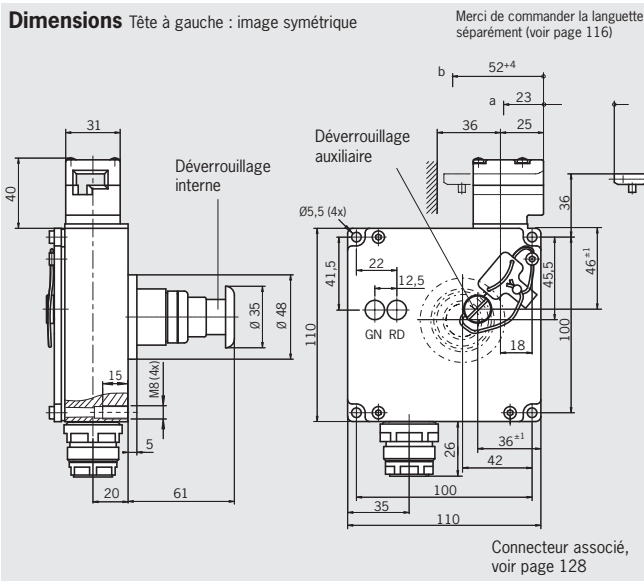 Dimensions Tête à gauche : image symétrique
Merci de commander la languette
séparément (voir page 116)
b
52+4
a
23
31
36
25
Déverrouillage
interne
Déverrouillage
auxiliaire
40
Ø5,5 (4x)
36
22
12,5
41,5
45,5
46±1
Ø 35
Ø 48
110
GN RD
100
18
15
M8 (4x)
5
26
36±1
42
20
61
100
35
110
Connecteur associé,
voir page 128